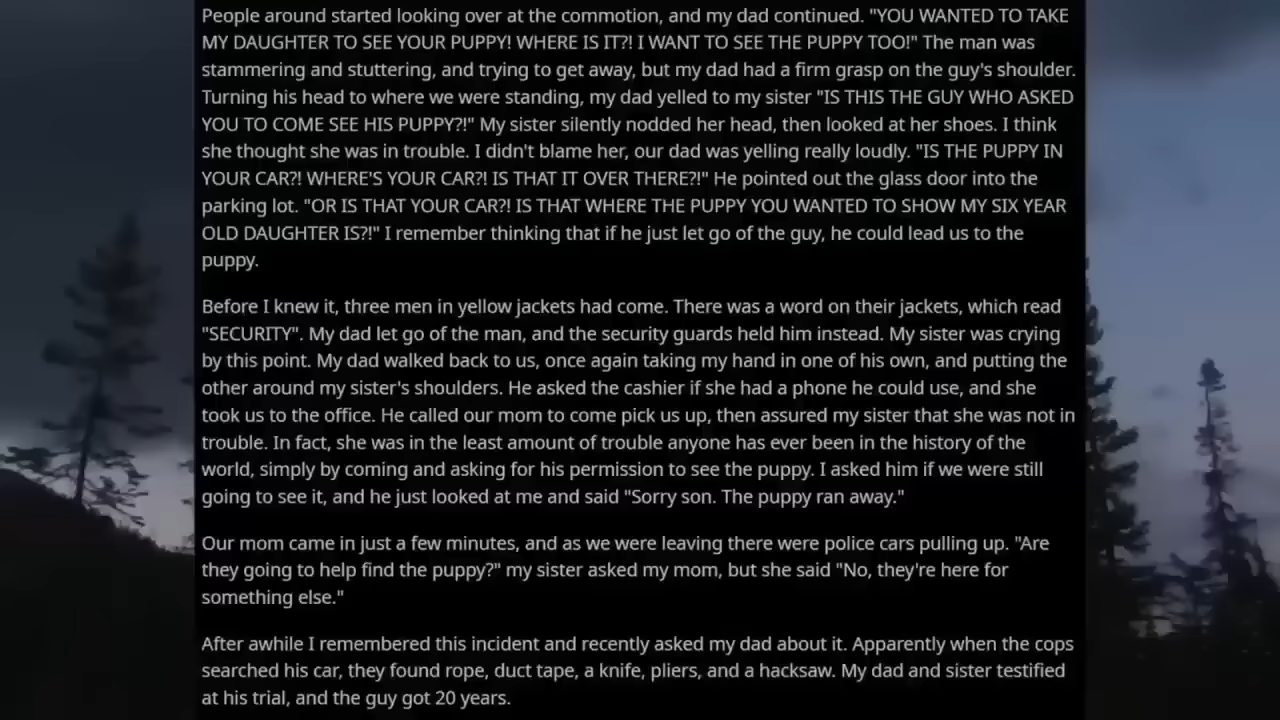 People around started looking over at the commotion, and my dad continued. "YOU WANTED TO TAKE
MY DAUGHTER TO SEE YOUR PUPPY! WHERE IS IT?! I WANT TO SEE THE PUPPY TOO!" The man was
stammering and stuttering, and trying to get away, but my dad had a firm grasp on the guy's shoulder.
Turning his head to where we were standing, my dad yelled to my sister "IS THIS THE GUY WHO ASKED
YOU TO COME SEE HIS PUPPY?!" My sister silently nodded her head, then looked at her shoes. I think
she thought she was in trouble. I didn't blame her, our dad was yelling really loudly. "IS THE PUPPY IN
YOUR CAR?! WHERE'S YOUR CAR?! IS THAT IT OVER THERE?!" He pointed out the glass door into the
parking lot. "OR IS THAT YOUR CAR?! IS THAT WHERE THE PUPPY YOU WANTED TO SHOW MY SIX YEAR
OLD DAUGHTER IS?!" I remember thinking that if he just let go of the guy, he could lead us to the
puppy.
Before I knew it, three men in yellow jackets had come. There was a word on their jackets, which read
"SECURITY". My dad let go of the man, and the security guards held him instead. My sister was crying
by this point. My dad walked back to us, once again taking my hand in one of his own, and putting the
other around my sister's shoulders. He asked the cashier if she had a phone he could use, and she
took us to the office. He called our mom to come pick us up, then assured my sister that she was not in
trouble. In fact, she was in the least amount of trouble anyone has ever been in the history of the
world, simply by coming and asking for his permission to see the puppy. I asked him if we were still
going to see it, and he just looked at me and said "Sorry son. The puppy ran away."
Our mom came in just a few minutes, and as we were leaving there were police cars pulling up. "Are
they going to help find the puppy?" my sister asked my mom, but she said "No, they're here for
something else."
After awhile I remembered this incident and recently asked my dad about it. Apparently when the cops
searched his car, they found rope, duct tape, a knife, pliers, and a hacksaw. My dad and sister testified
at his trial, and the guy got 20 years.